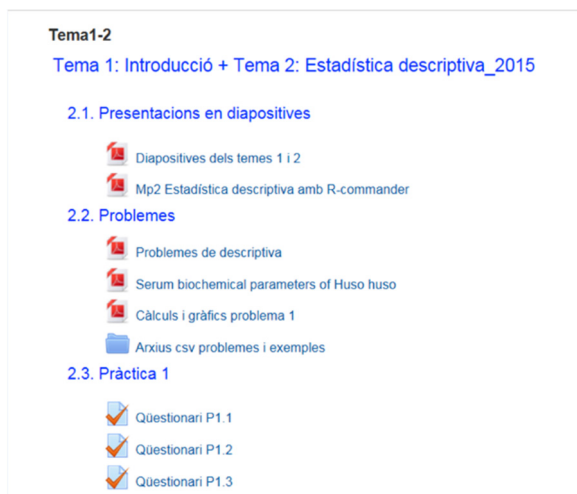 Tema1-2
Tema 1: Introducció + Tema 2: Estadística descriptiva_2015
2.1. Presentacions en diapositives
Diapositives dels temes 1 i 2
Mp2 Estadística descriptiva amb R-commander
2.2. Problemes
Problemes de descriptiva
Serum biochemical parameters of Huso huso
Càlculs i gràfics problema 1
Arxius csv problemes i exemples
2.3. Pràctica 1
Qüestionari P1.1
Qüestionari P1.2
Qüestionari P1.3